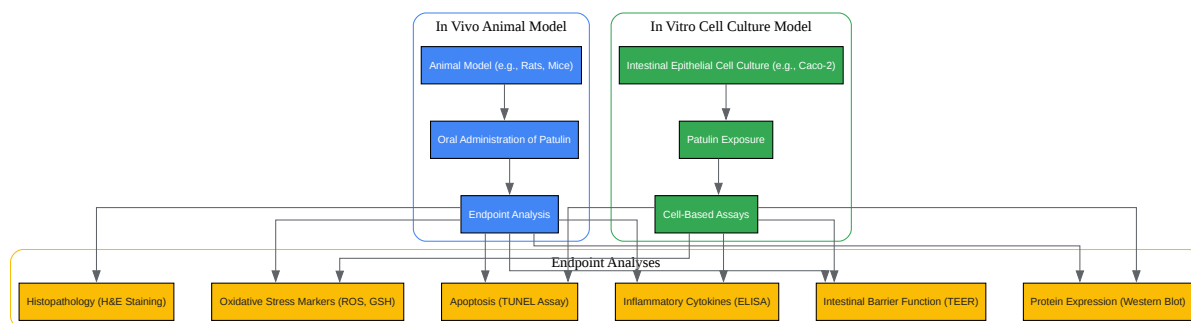 In Vivo Animal Model
In Vitro Cell Culture Model
Animal Model (e.g., Rats, Mice)
Intestinal Epithelial Cell Culture (e.g., Caco-2)
Oral Administration of Patulin
Patulin Exposure
Endpoint Analysis
Cell-Based Assays
Endpoint Analyses
Histopathology (H&E Staining)
Oxidative Stress Markers (ROS, GSH)
Apoptosis (TUNEL Assay)
Inflammatory Cytokines (ELISA)
Intestinal Barrier Function (TEER)
Protein Expression (Western Blot)